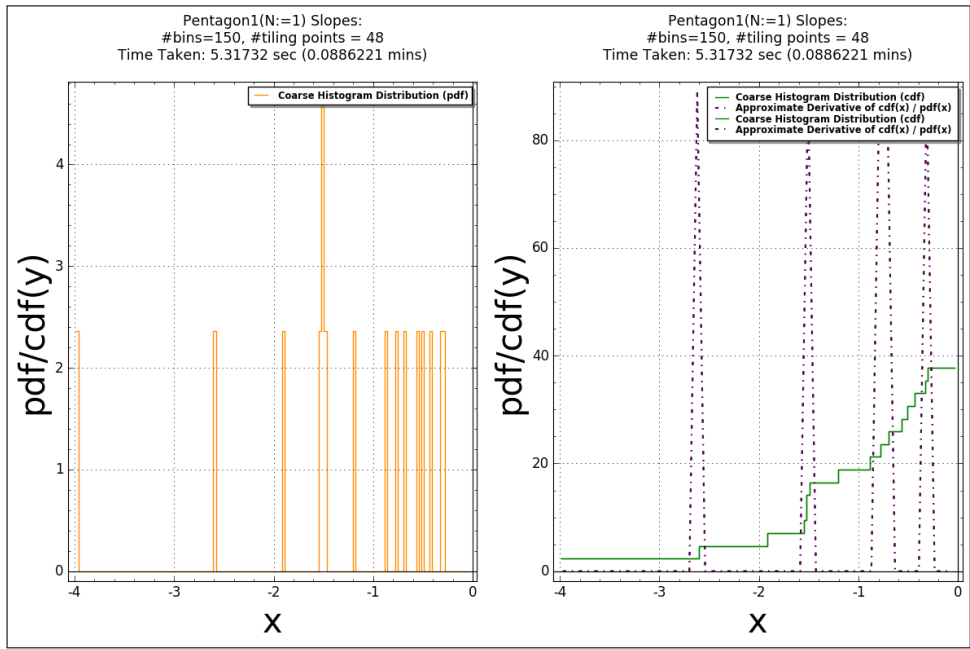 Pentagon1(N:=1) Slopes:
#bins=150, #tiling points = 48
Time Taken: 5.31732 sec (0.0886221 mins)
Coarse Histogram Distribution (pdf)
pdf/cdf(y)
4
3
2
1
0
-4
-3
-2
-1
0
x
Pentagon1(N:=1) Slopes:
#bins=150, #tiling points = 48
Time Taken: 5.31732 sec (0.0886221 mins)
Coarse Histogram Distribution (cdf)
Approximate Derivative of cdf(x) / pdf(x)
Coarse Histogram Distribution (cdf)
Approximate Derivative of cdf(x) / pdf(x)
pdf/cdf(y)
80
60
40
20
0
-4
-3
-2
-1
0
x